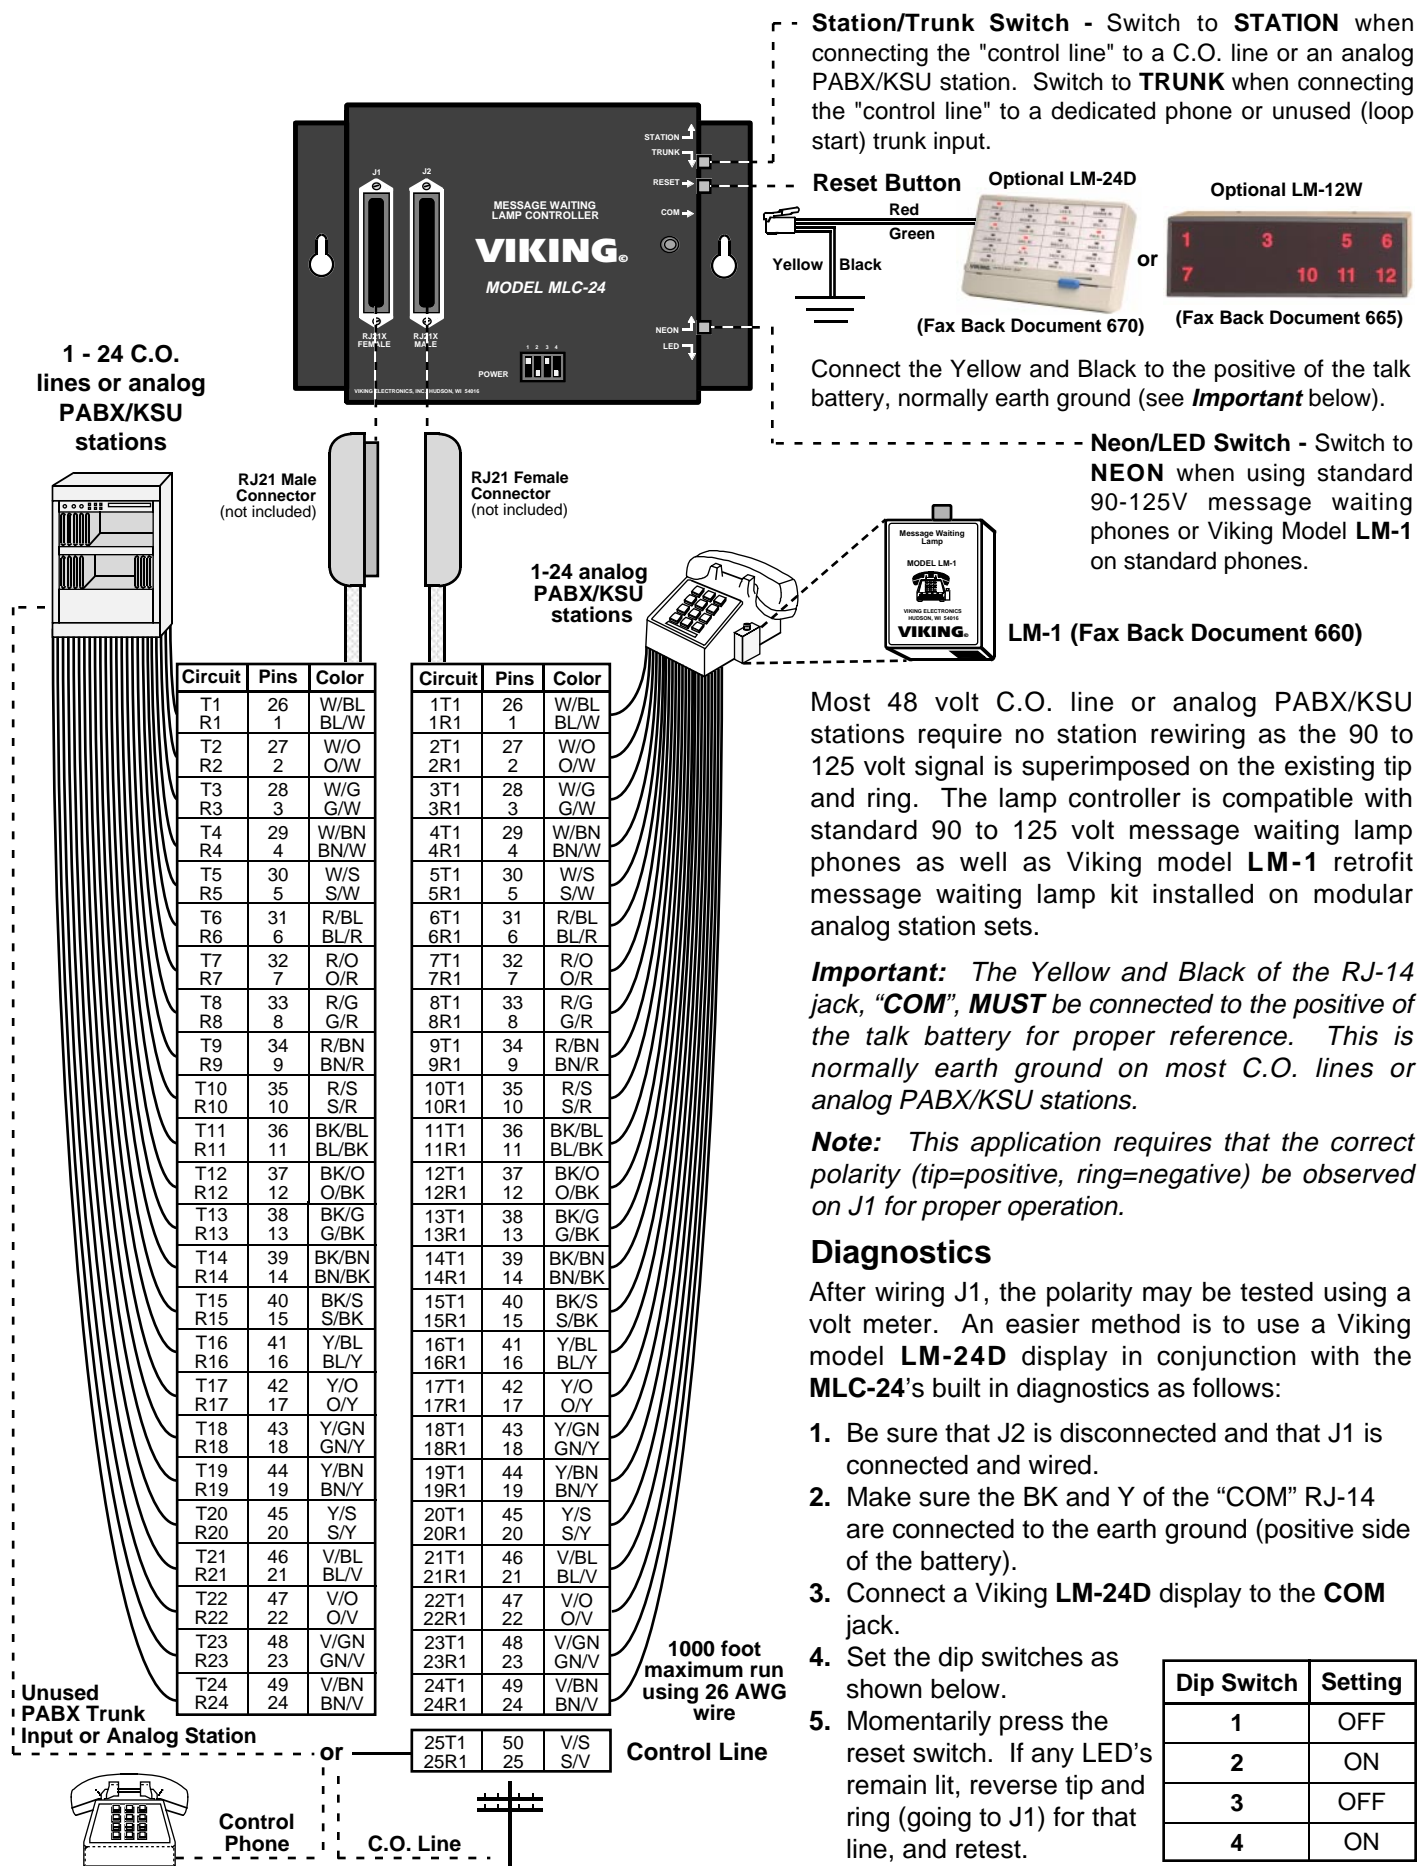 Station/Trunk Switch - Switch to STATION when
connecting the "control line" to a C.O. line or an analog
PABX/KSU station. Switch to TRUNK when connecting
the "control line" to a dedicated phone or unused (loop
start) trunk input.
STATION
TRUNK
RESET
COM
NEON
LED
J1
J2
MESSAGE WAITING
LAMP CONTROLLER
VIKING©
MODEL MLC-24
RJ21X
FEMALE
RJ21X
MALE
1 2 3 4
POWER
VIKING ELECTRONICS, INC. HUDSON, WI 54016
Reset Button
Optional LM-24D
Optional LM-12W
Red
Green
Yellow
Black
or
1 3 5 6
7 10 11 12
(Fax Back Document 670)
(Fax Back Document 665)
Connect the Yellow and Black to the positive of the talk
battery, normally earth ground (see Important below).
Neon/LED Switch - Switch to
NEON when using standard
90-125V message waiting
phones or Viking Model LM-1
on standard phones.
1 - 24 C.O.
lines or analog
PABX/KSU
stations
RJ21 Male
Connector
(not included)
RJ21 Female
Connector
(not included)
1-24 analog
PABX/KSU
stations
Message Waiting
Lamp
MODEL LM-1
VIKING ELECTRONICS
HUDSON, WI 54016
VIKING©
LM-1 (Fax Back Document 660)
Circuit Pins Color
T1 26 W/BL
R1 1 BL/W
T2 27 W/O
R2 2 O/W
T3 28 W/G
R3 3 G/W
T4 29 W/BN
R4 4 BN/W
T5 30 W/S
R5 5 S/W
T6 31 R/BL
R6 6 BL/R
T7 32 R/O
R7 7 O/R
T8 33 R/G
R8 8 G/R
T9 34 R/BN
R9 9 BN/R
T10 35 R/S
R10 10 S/R
T11 36 BK/BL
R11 11 BL/BK
T12 37 BK/O
R12 12 O/BK
T13 38 BK/G
R13 13 G/BK
T14 39 BK/BN
R14 14 BN/BK
T15 40 BK/S
R15 15 S/BK
T16 41 Y/BL
R16 16 BL/Y
T17 42 Y/O
R17 17 O/Y
T18 43 Y/GN
R18 18 GN/Y
T19 44 Y/BN
R19 19 BN/Y
T20 45 Y/S
R20 20 S/Y
T21 46 V/BL
R21 21 BL/V
T22 47 V/O
R22 22 O/V
T23 48 V/GN
R23 23 GN/V
T24 49 V/BN
R24 24 BN/V
Circuit Pins Color
1T1 26 W/BL
1R1 1 BL/W
2T1 27 W/O
2R1 2 O/W
3T1 28 W/G
3R1 3 G/W
4T1 29 W/BN
4R1 4 BN/W
5T1 30 W/S
5R1 5 S/W
6T1 31 R/BL
6R1 6 BL/R
7T1 32 R/O
7R1 7 O/R
8T1 33 R/G
8R1 8 G/R
9T1 34 R/BN
9R1 9 BN/R
10T1 35 R/S
10R1 10 S/R
11T1 36 BK/BL
11R1 11 BL/BK
12T1 37 BK/O
12R1 12 O/BK
13T1 38 BK/G
13R1 13 G/BK
14T1 39 BK/BN
14R1 14 BN/BK
15T1 40 BK/S
15R1 15 S/BK
16T1 41 Y/BL
16R1 16 BL/Y
17T1 42 Y/O
17R1 17 O/Y
18T1 43 Y/GN
18R1 18 GN/Y
19T1 44 Y/BN
19R1 19 BN/Y
20T1 45 Y/S
20R1 20 S/Y
21T1 46 V/BL
21R1 21 BL/V
22T1 47 V/O
22R1 22 O/V
23T1 48 V/GN
23R1 23 GN/V
24T1 49 V/BN
24R1 24 BN/V
25T1 50 V/S
25R1 25 S/V
1000 foot
maximum run
using 26 AWG
wire
Control Line
Unused
PABX Trunk
Input or Analog Station
or
Control
Phone
C.O. Line
Most 48 volt C.O. line or analog PABX/KSU
stations require no station rewiring as the 90 to
125 volt signal is superimposed on the existing tip
and ring. The lamp controller is compatible with
standard 90 to 125 volt message waiting lamp
phones as well as Viking model LM-1 retrofit
message waiting lamp kit installed on modular
analog station sets.
Important: The Yellow and Black of the RJ-14
jack, “COM”, MUST be connected to the positive of
the talk battery for proper reference. This is
normally earth ground on most C.O. lines or
analog PABX/KSU stations.
Note: This application requires that the correct
polarity (tip=positive, ring=negative) be observed
on J1 for proper operation.
Diagnostics
After wiring J1, the polarity may be tested using a
volt meter. An easier method is to use a Viking
model LM-24D display in conjunction with the
MLC-24’s built in diagnostics as follows:
1. Be sure that J2 is disconnected and that J1 is
connected and wired.
2. Make sure the BK and Y of the “COM” RJ-14
are connected to the earth ground (positive side
of the battery).
3. Connect a Viking LM-24D display to the COM
jack.
4. Set the dip switches as
shown below.
5. Momentarily press the
reset switch. If any LED’s
remain lit, reverse tip and
ring (going to J1) for that
line, and retest.
Dip Switch Setting
1 OFF
2 ON
3 OFF
4 ON